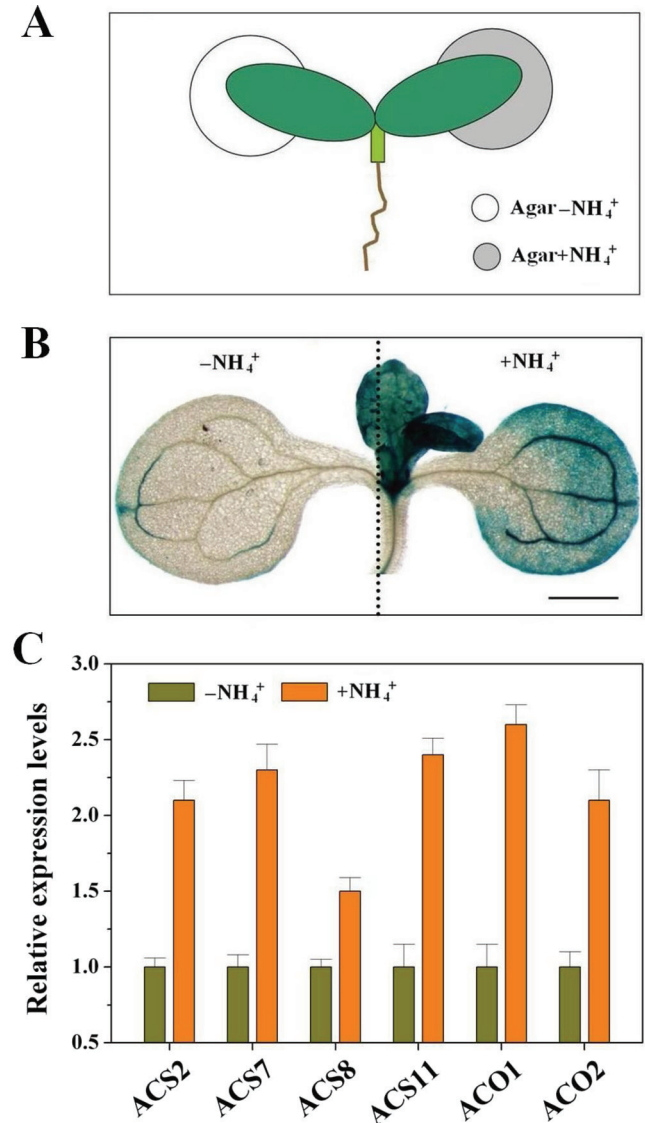 A
Agar–NH₄⁺
Agar+NH₄⁺
B
–NH₄⁺
+NH₄⁺
C
–NH₄⁺
+NH₄⁺
Relative expression levels
3.0
2.5
2.0
1.5
1.0
0.5
ACS2
ACS7
ACS8
ACS11
ACO1
ACO2